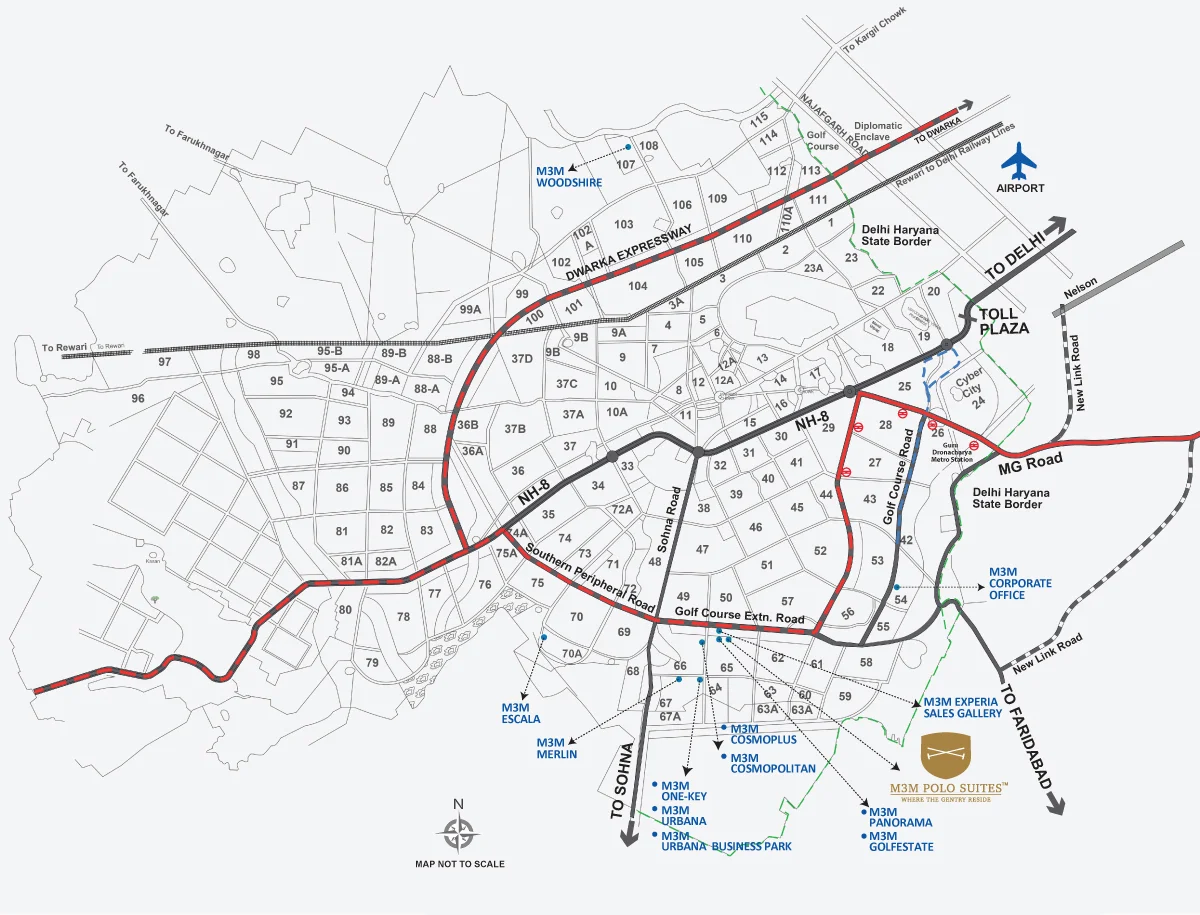 To Kargil Chowk
NAJAFGARH ROAD
Diplomatic
Enclave
Golf
Course
TO DWARKA
Rewari to Delhi Railway Lines
AIRPORT
To Farukhnagar
To Farukhnagar
115
114
108
107
M3M
WOODSHIRE
112
113
111
110A
109
106
103
102
A
102
110
105
104
7
2
3
3A
DWARKA EXPRESSWAY
Delhi Haryana
State Border
TO DELHI
23
23A
22
20
TOLL
PLAZA
Nelson
New Link Road
99
99A
100
101
To Rewari
To Rewari
97
98
95-B
95-A
89-B
88-B
96
95
94
89-A
88-A
92
93
89
88
91
90
87
86
85
84
81
82
83
81A
82A
36B
36A
37D
9B
9B
9A
9
4
5
6
7
37C
10
8
12
12A
12A
13
14
17
16
15
11
10A
37A
37B
37
36
18
19
25
Cyber
City
24
NH-8
NH-8
33
34
35
32
31
30
29
28
27
26
Guru
Dronacharya
Metro Station
MG Road
Delhi Haryana
State Border
Golf Course Road
41
40
39
38
44
43
45
46
47
72A
Sohna Road
74A
75A
74
73
71
72
48
52
51
53
42
54
M3M
CORPORATE
OFFICE
Southern Peripheral Road
76
75
77
78
80
79
70
70A
69
49
50
57
56
55
Golf Course Extn. Road
58
59
60
61
62
63
63A
63A
64
65
66
67
67A
68
New Link Road
TO FARIDABAD
M3M
ESCALA
M3M
MERLIN
M3M
COSMOPLUS
M3M
COSMOPOLITAN
M3M EXPERIA
SALES GALLERY
M3M POLO SUITES™
WHERE THE GENTRY RESIDE
M3M
ONE-KEY
M3M
URBANA
M3M
URBANA BUSINESS PARK
M3M
PANORAMA
M3M
GOLFESTATE
TO SOHNA
N
MAP NOT TO SCALE